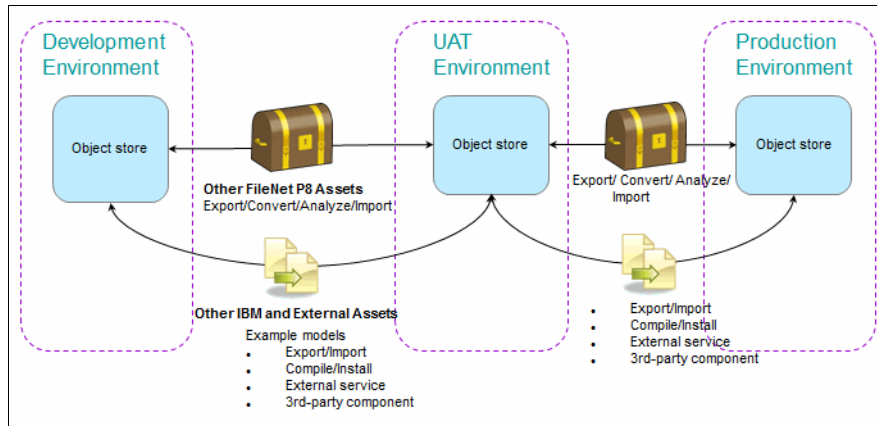 Development
Environment
UAT
Environment
Production
Environment
Object store
Object store
Object store
Other FileNet P8 Assets
Export/Convert/Analyze/Import
Export/ Convert/ Analyze/
Import
Other IBM and External Assets
Example models
• Export/Import
• Compile/Install
• External service
• 3rd-party component
• Export/Import
• Compile/Install
• External service
• 3rd-party component